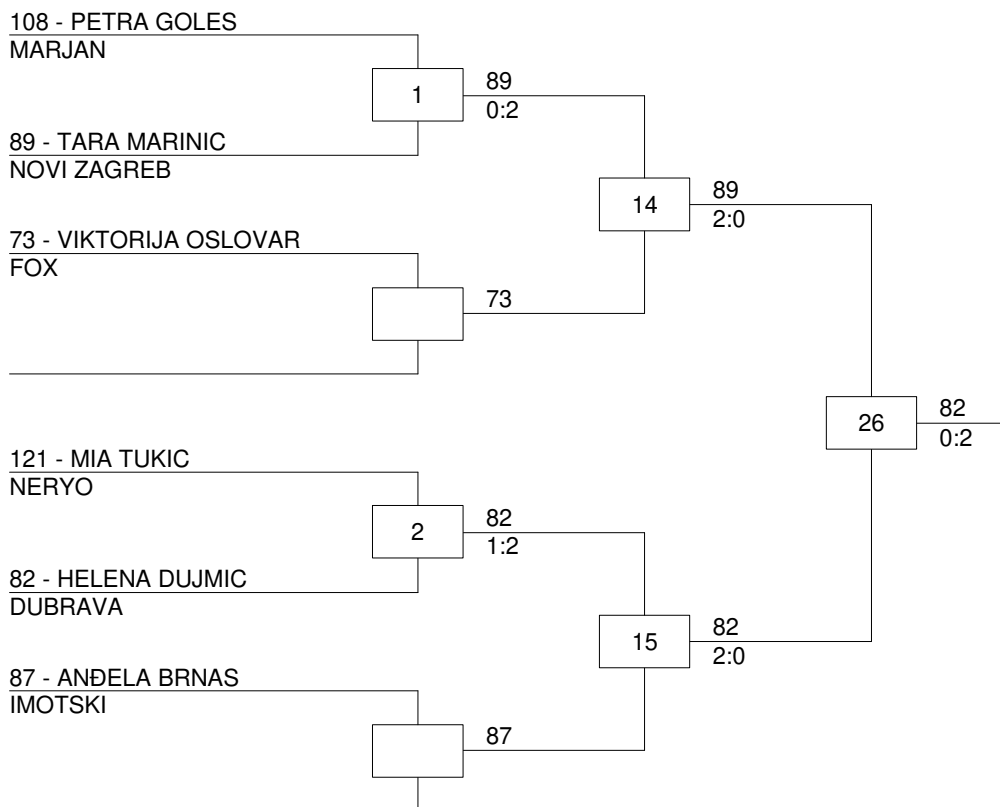 108 - PETRA GOLES
MARJAN
1
89
0:2
89 - TARA MARINIC
NOVI ZAGREB
14
89
2:0
73 - VIKTORIJA OSLOVAR
FOX
73
26
82
0:2
121 - MIA TUKIC
NERYO
2
82
1:2
82 - HELENA DUJMIC
DUBRAVA
15
82
2:0
87 - ANĐELA BRNAS
IMOTSKI
87